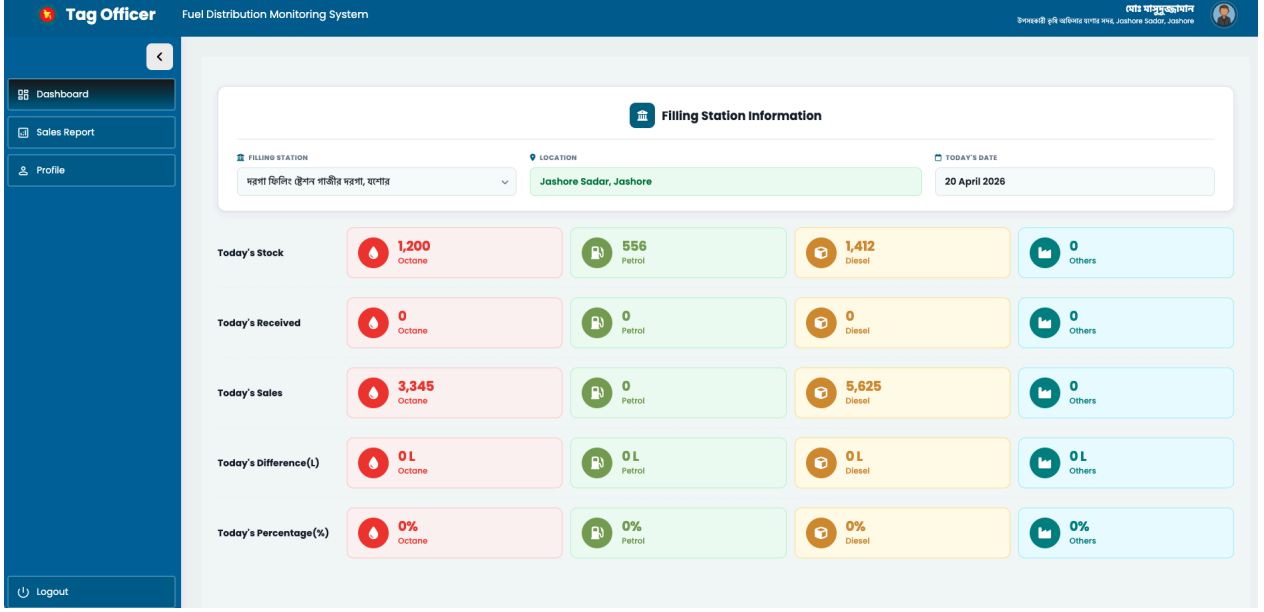 Tag Officer
Fuel Distribution Monitoring System
মোঃ মাসুদুজ্জামান
উপসহকারী কৃষি অফিসার যশোর সদর, Jashore Sadar, Jashore
Dashboard
Sales Report
Profile
Logout
Filling Station Information
FILLING STATION
দরগা ফিলিং ষ্টেশন গাজীর দরগা, যশোর
LOCATION
Jashore Sadar, Jashore
TODAY'S DATE
20 April 2026
Today's Stock
1,200
Octane
556
Petrol
1,412
Diesel
0
Others
Today's Received
0
Octane
0
Petrol
0
Diesel
0
Others
Today's Sales
3,345
Octane
0
Petrol
5,625
Diesel
0
Others
Today's Difference(L)
0 L
Octane
0 L
Petrol
0 L
Diesel
0 L
Others
Today's Percentage(%)
0%
Octane
0%
Petrol
0%
Diesel
0%
Others